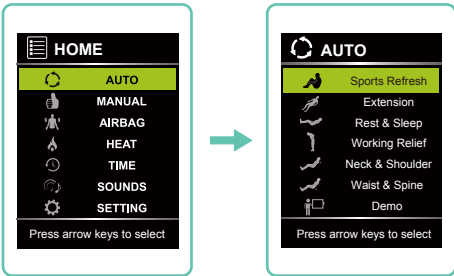 HOME
AUTO
MANUAL
AIRBAG
HEAT
TIME
SOUNDS
SETTING
Press arrow keys to select
AUTO
Sports Refresh
Extension
Rest & Sleep
Working Relief
Neck & Shoulder
Waist & Spine
Demo
Press arrow keys to select